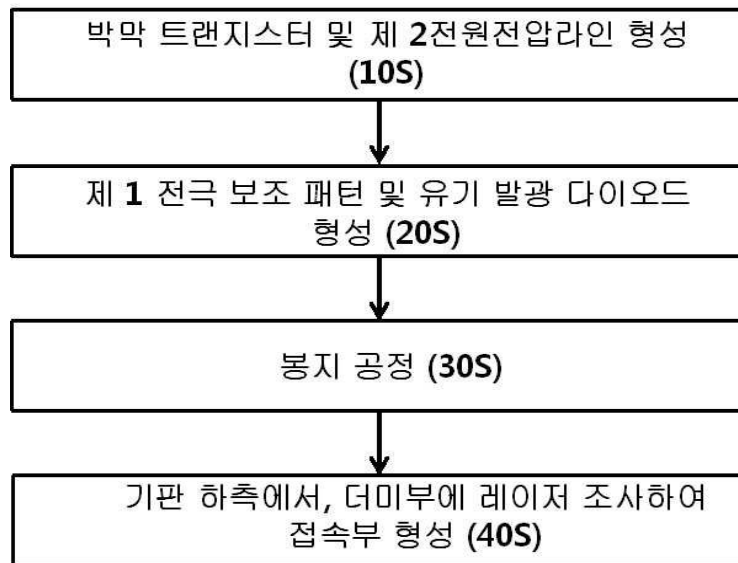 박막 트랜지스터 및 제 2전원전압라인 형성
(10S)
제 1 전극 보조 패턴 및 유기 발광 다이오드
형성 (20S)
봉지 공정 (30S)
기판 하측에서, 더미부에 레이저 조사하여
접속부 형성 (40S)